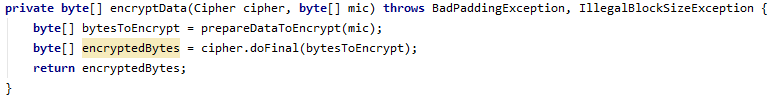 private byte[] encryptData(Cipher cipher, byte[] mic) throws BadPaddingException, IllegalBlockSizeException {
    byte[] bytesToEncrypt = prepareDataToEncrypt(mic);
    byte[] encryptedBytes = cipher.doFinal(bytesToEncrypt);
    return encryptedBytes;
}